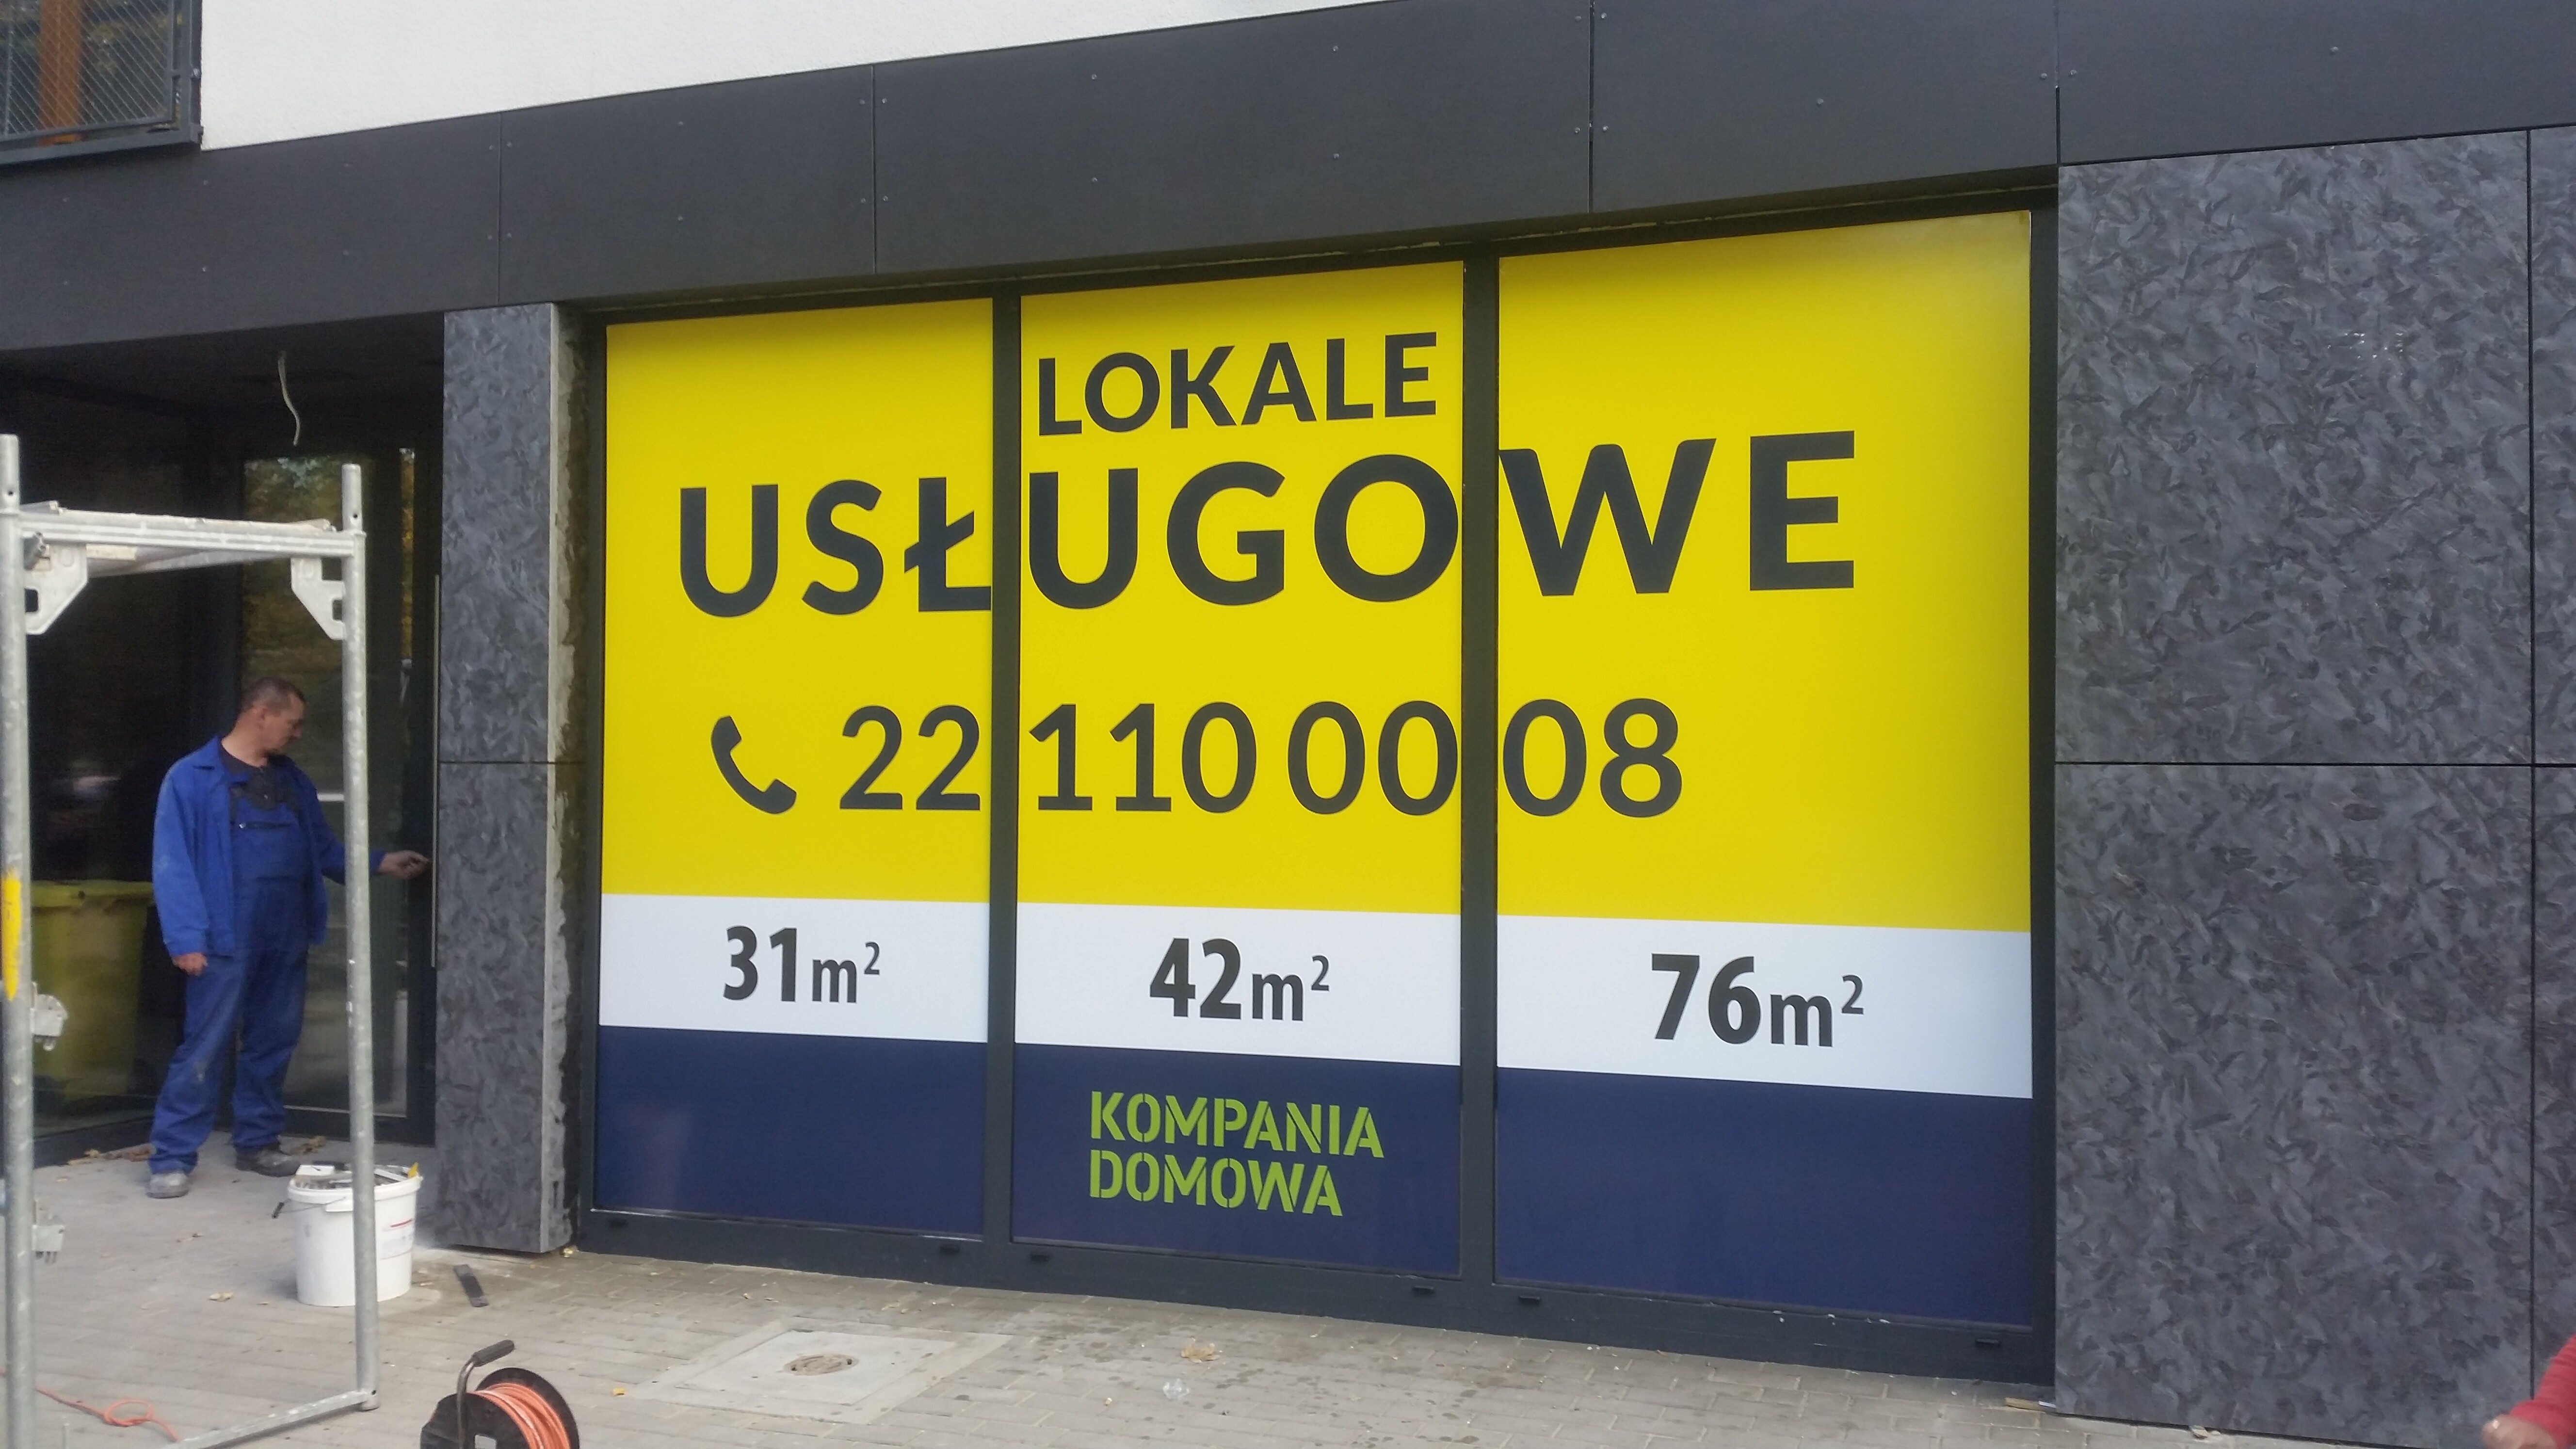 LOKALE
USŁUGOWE
22 110 00 08
31m²
42m²
76m²
KOMPANIA
DOMOWA